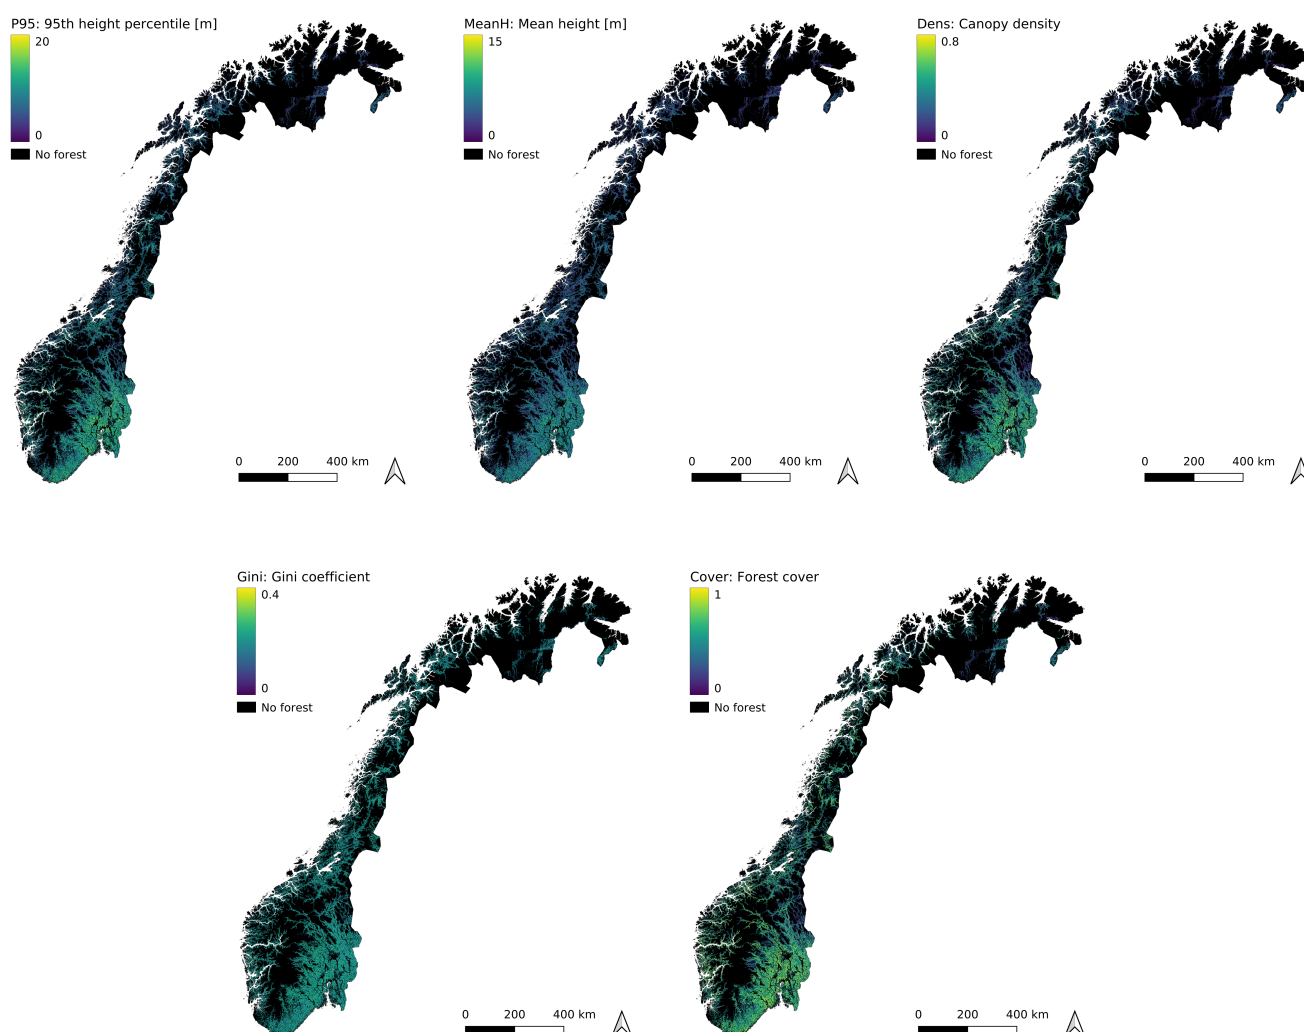 P95: 95th height percentile [m]
20
0
No forest
0 200 400 km
MeanH: Mean height [m]
15
0
No forest
0 200 400 km
Dens: Canopy density
0.8
0
No forest
0 200 400 km
Gini: Gini coefficient
0.4
0
No forest
0 200 400 km
Cover: Forest cover
1
0
No forest
0 200 400 km